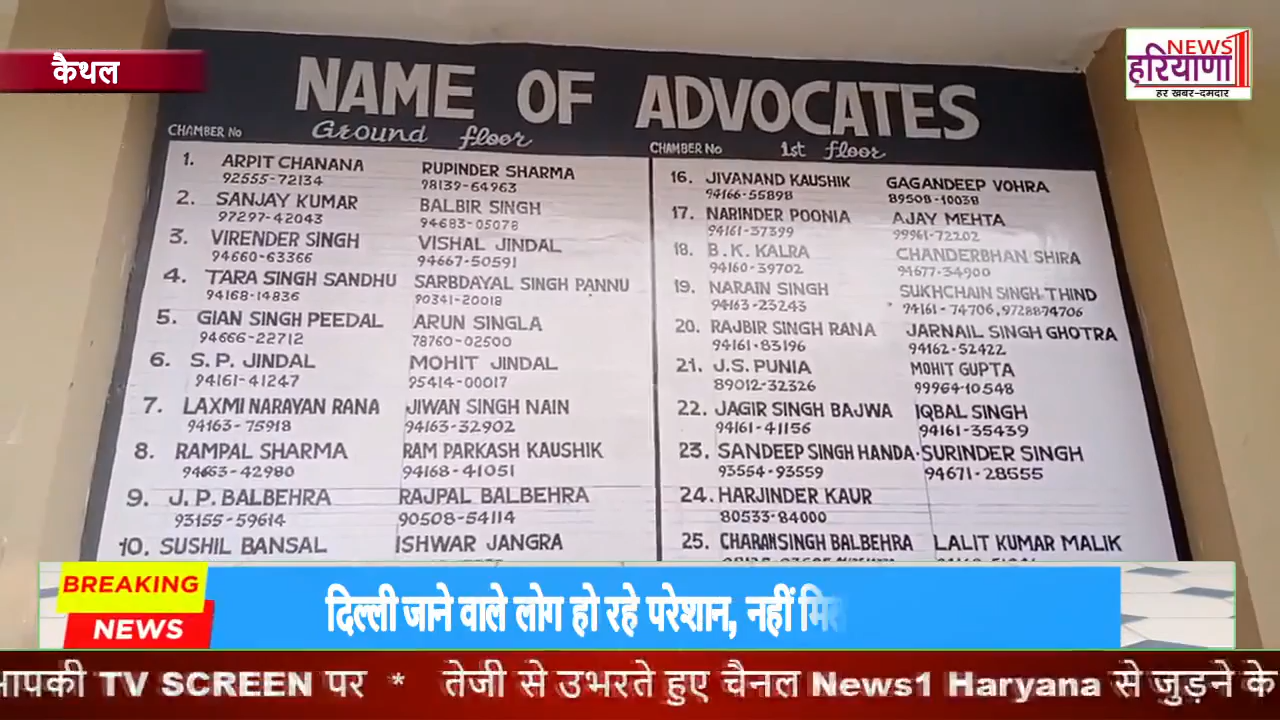 कैथल
NEWS 1
हरियाणा
हर खबर-दमदार
NAME OF ADVOCATES
CHAMBER No Ground floor
1. ARPIT CHANANA RUPINDER SHARMA
92555-72134 98139-64963
2. SANJAY KUMAR BALBIR SINGH
97297-42043 94683-05078
3. VIRENDER SINGH VISHAL JINDAL
94660-63366 94667-50591
4. TARA SINGH SANDHU SARBDAYAL SINGH PANNU
94168-14836 90341-20018
5. GIAN SINGH PEEDAL ARUN SINGLA
94666-22712 78760-02500
6. S.P. JINDAL MOHIT JINDAL
94161-41247 95414-00017
7. LAXMI NARAYAN RANA JIWAN SINGH NAIN
94163-75918 94163-32902
8. RAMPAL SHARMA RAM PARKASH KAUSHIK
94663-42980 94168-41051
9. J.P. BALBEHRA RAJPAL BALBEHRA
93155-59614 90508-54114
10. SUSHIL BANSAL ISHWAR JANGRA
CHAMBER No 1st floor
16. JIVANAND KAUSHIK GAGANDEEP VOHRA
94166-55898 89508-10038
17. NARINDER POONIA AJAY MEHTA
94161-37399 99961-72202
18. B.K. KALRA CHANDERBHAN SHIRA
94160-39702 94677-34900
19. NARAIN SINGH SUKHCHAIN SINGH THIND
94163-23243 94161-74706, 9728874706
20. RAJBIR SINGH RANA JARNAIL SINGH GHOTRA
94161-83196 94162-52422
21. J.S. PUNIA MOHIT GUPTA
89012-32326 99964-10548
22. JAGIR SINGH BAJWA IQBAL SINGH
94161-41156 94161-35439
23. SANDEEP SINGH HANDA SURINDER SINGH
93554-93559 94671-28555
24. HARJINDER KAUR
80533-84000
25. CHARAN SINGH BALBEHRA LALIT KUMAR MALIK
BREAKING
NEWS
दिल्ली जाने वाले लोग हो रहे परेशान, नहीं
आपकी TV SCREEN पर * तेजी से उभरते हुए चैनल News1 Haryana से जुड़ने के